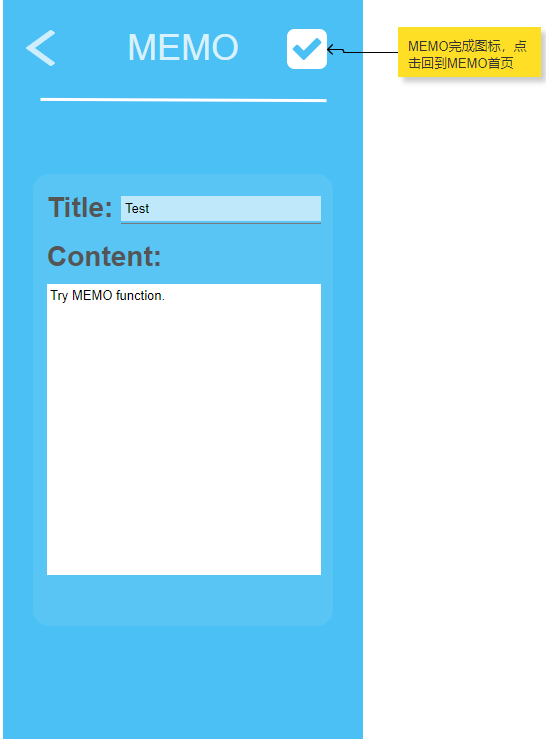 MEMO
MEMO完成图标，点
击回到MEMO首页
Title: Test
Content:
Try MEMO function.